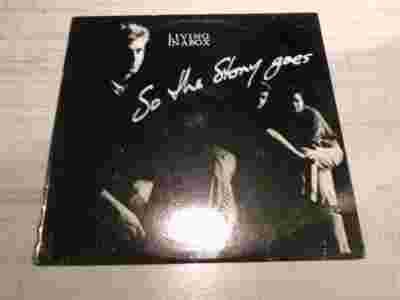 LIVING
IN A BOX
So the Story goes